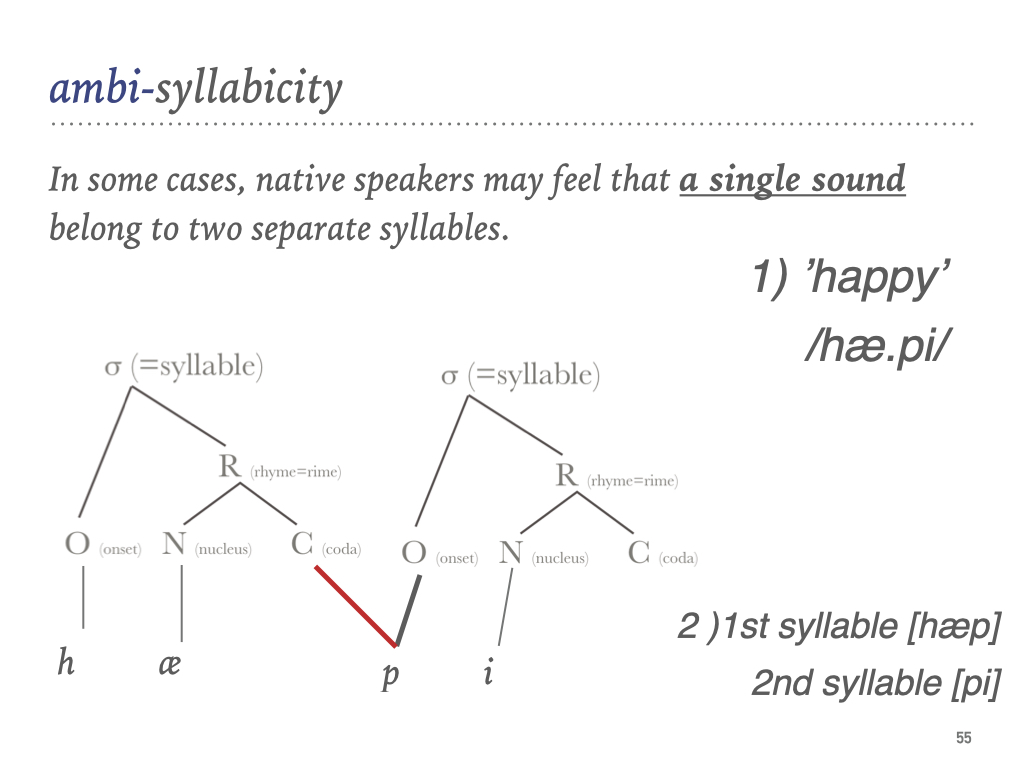 ambi-syllabicity
In some cases, native speakers may feel that a single sound
belong to two separate syllables.
1) ’happy’
/hæ.pi/
σ (=syllable)
σ (=syllable)
R (rhyme=rime)
R (rhyme=rime)
O (onset) N (nucleus) C (coda)
O (onset) N (nucleus) C (coda)
h æ p i
2 )1st syllable [hæp]
2nd syllable [pi]
55